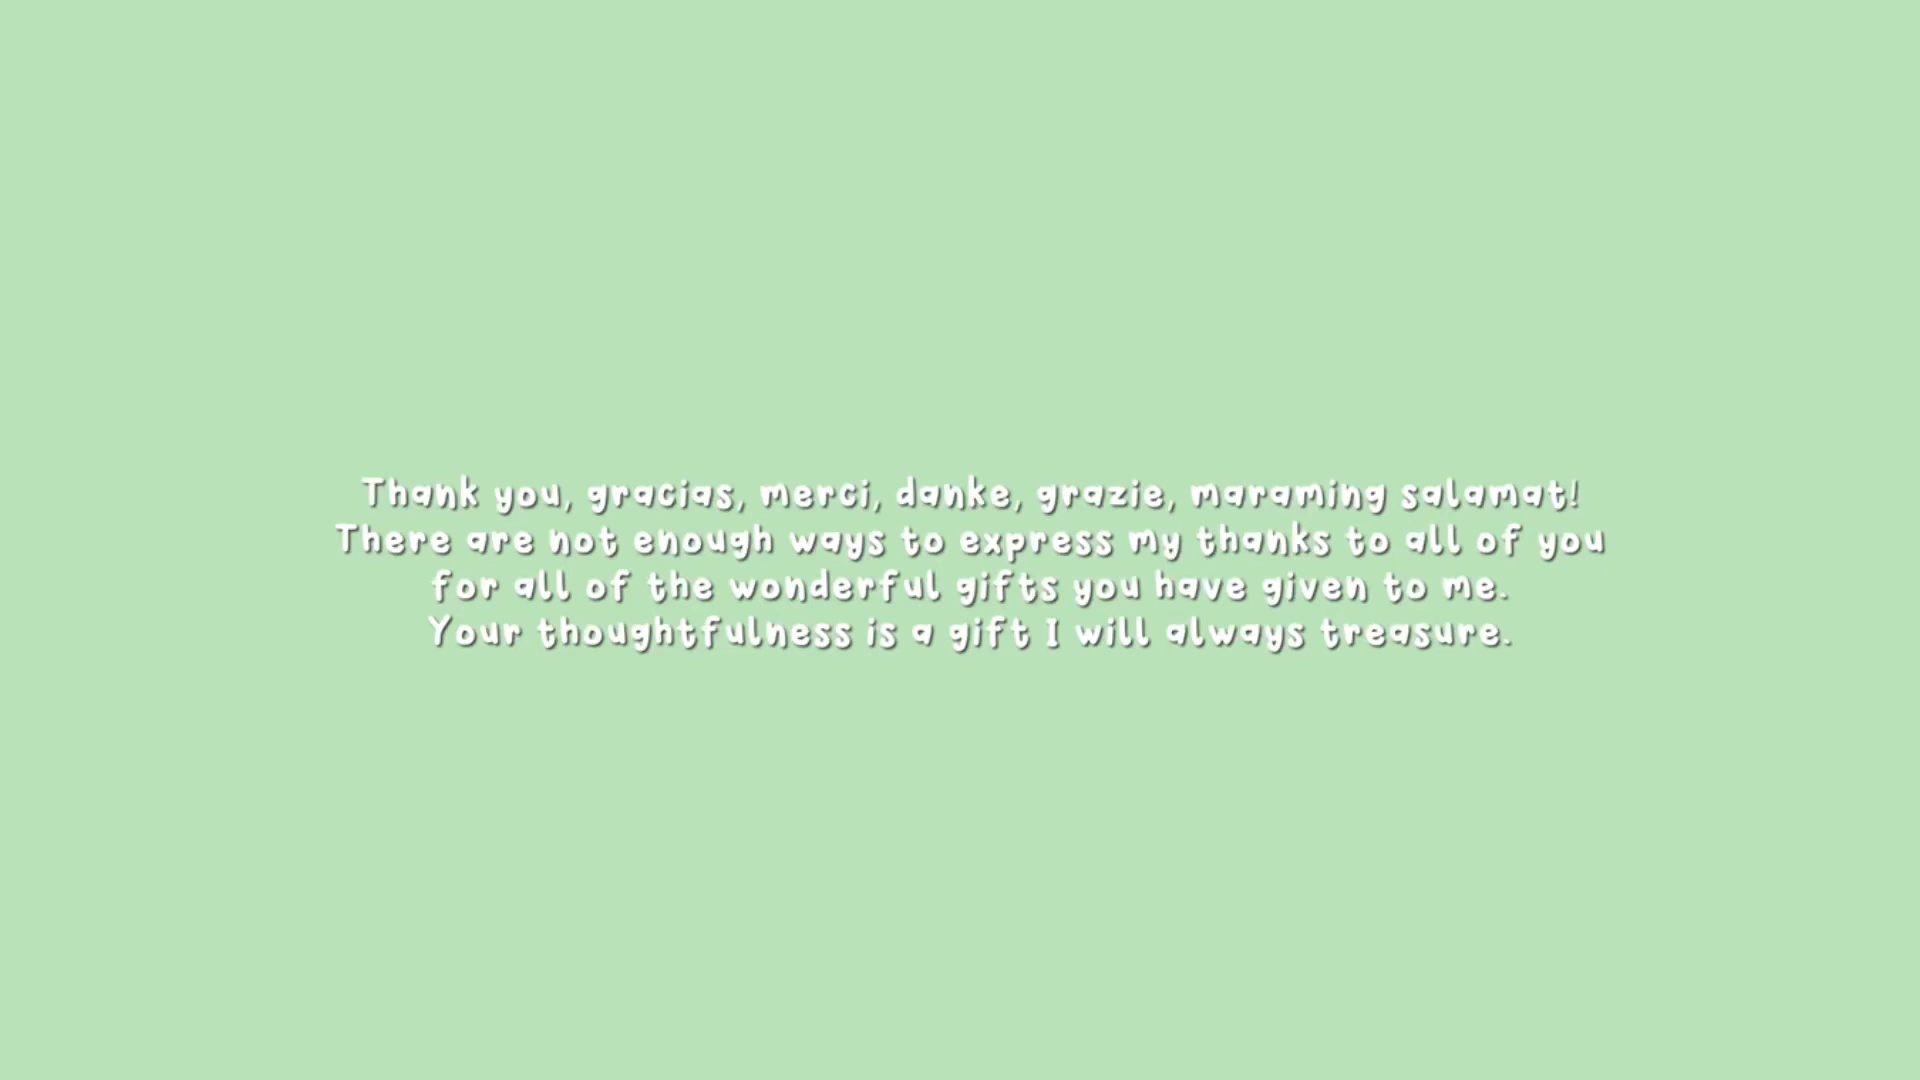 Thank you, gracias, merci, danke, grazie, maraming salamat!
There are not enough ways to express my thanks to all of you
for all of the wonderful gifts you have given to me.
Your thoughtfulness is a gift I will always treasure.